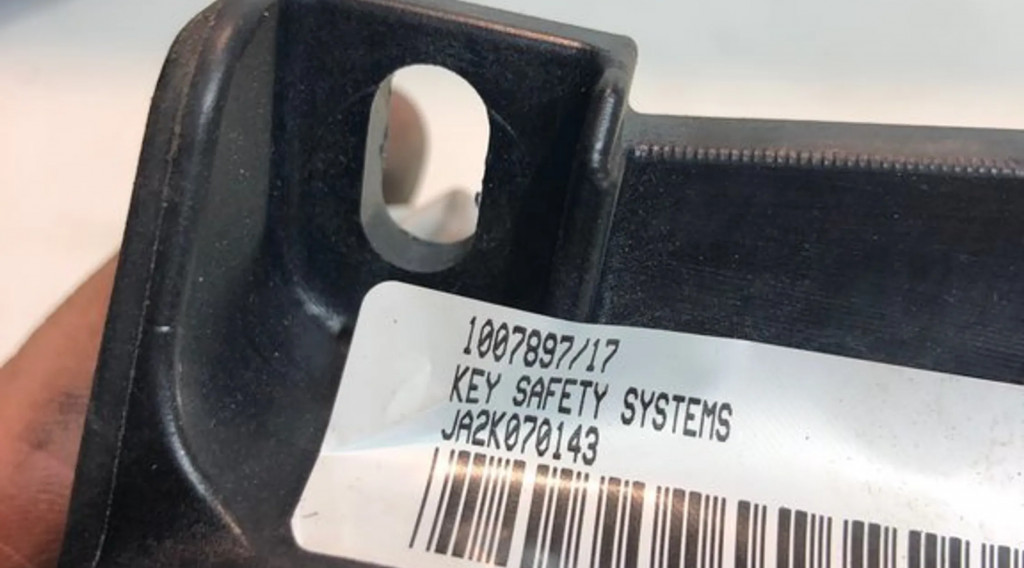 1007897/17
KEY SAFETY SYSTEMS
JA2K070143